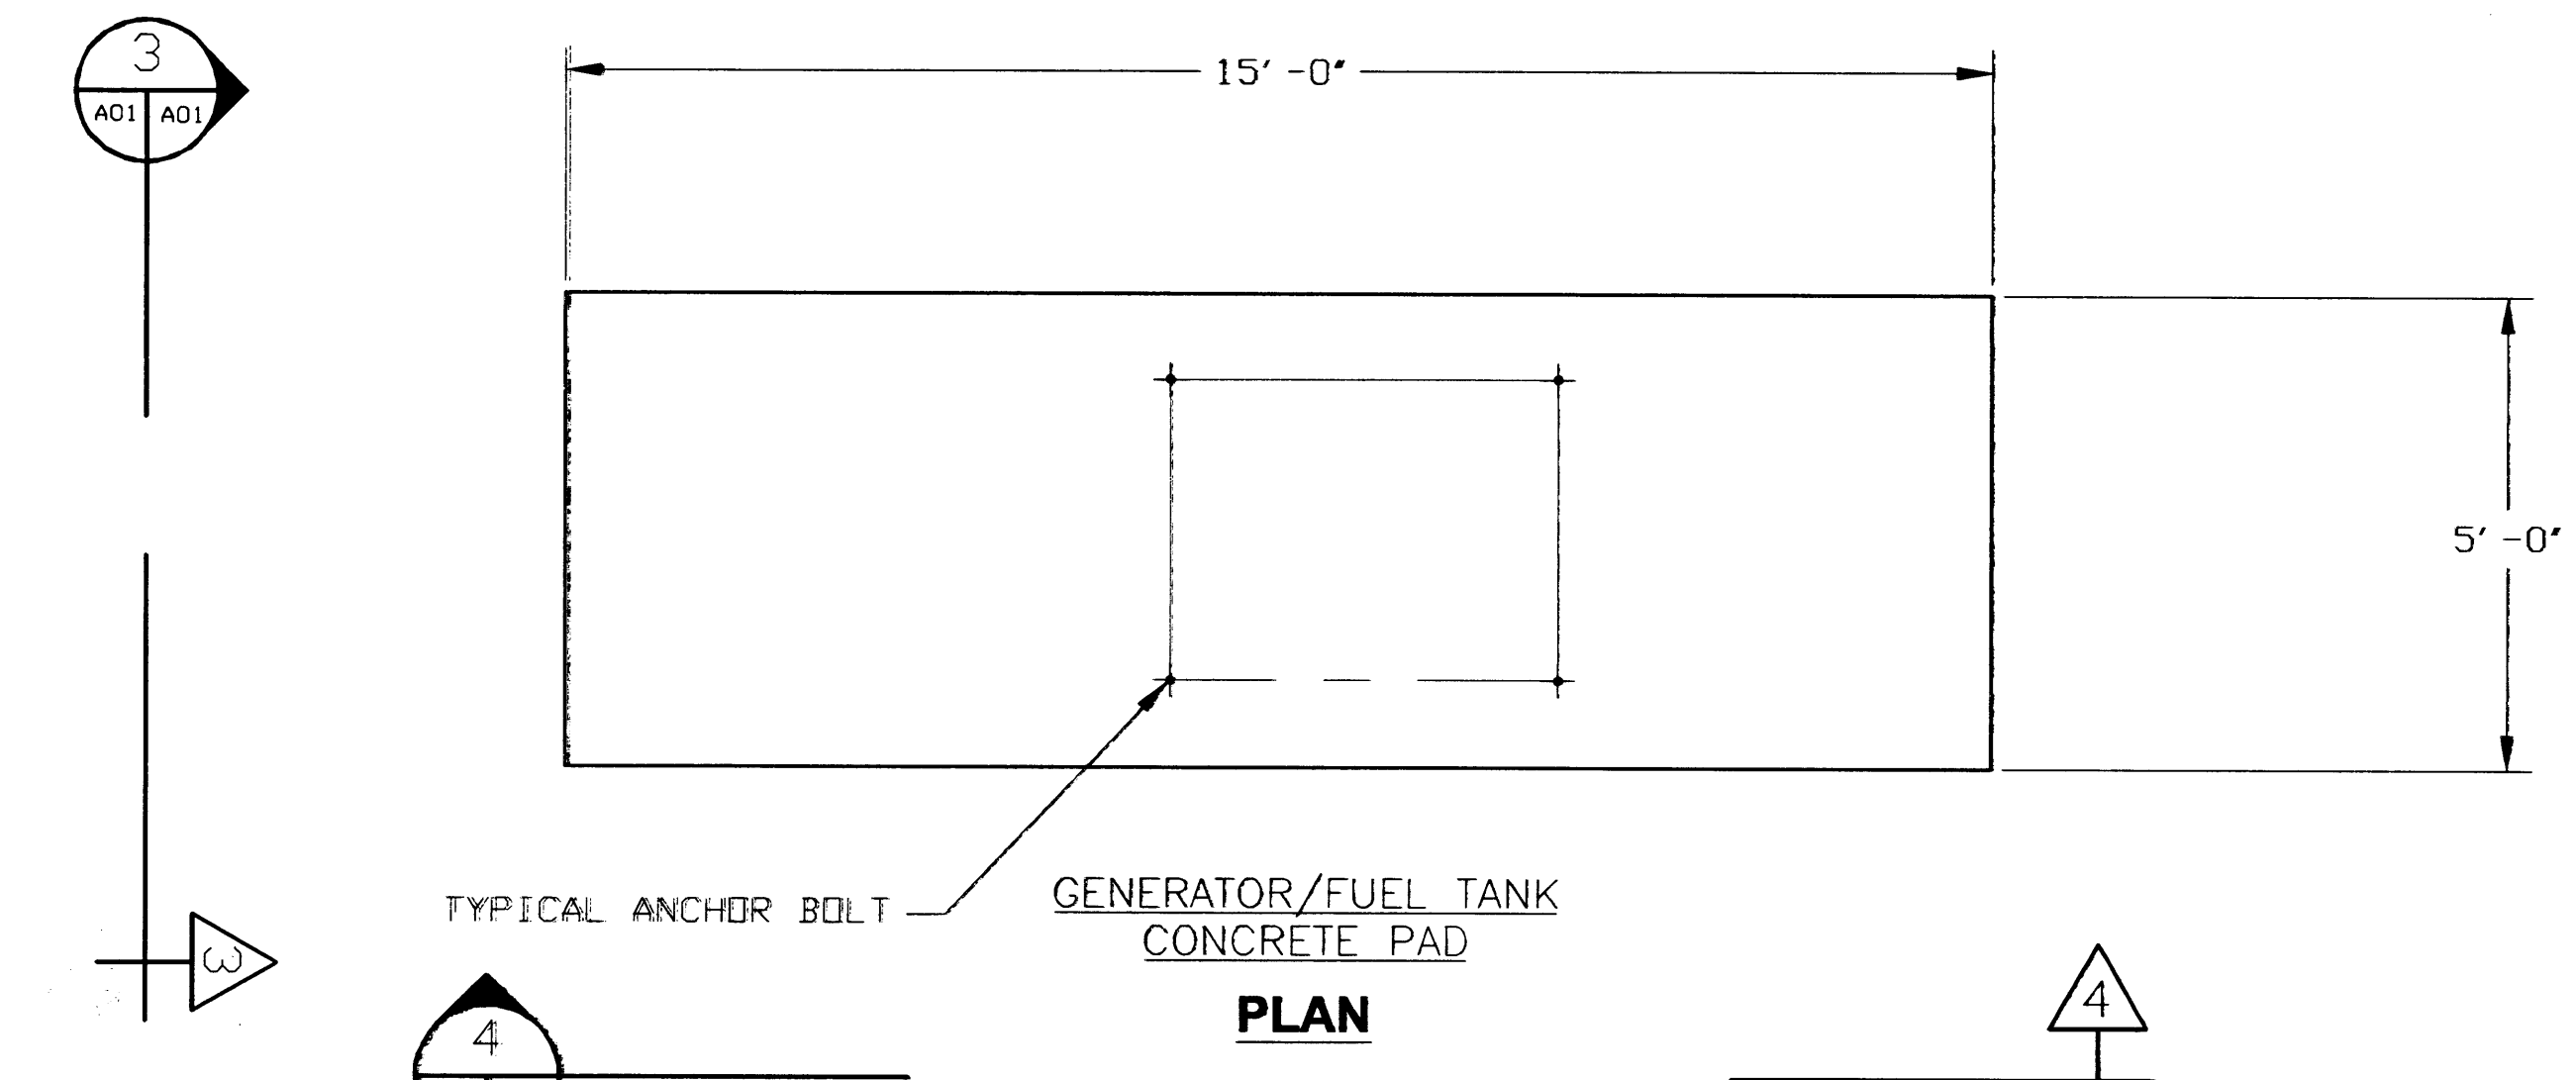 3
A01 A01
15'-0"
5'-0"
TYPICAL ANCHOR BOLT
GENERATOR/FUEL TANK
CONCRETE PAD
PLAN
3
4
4